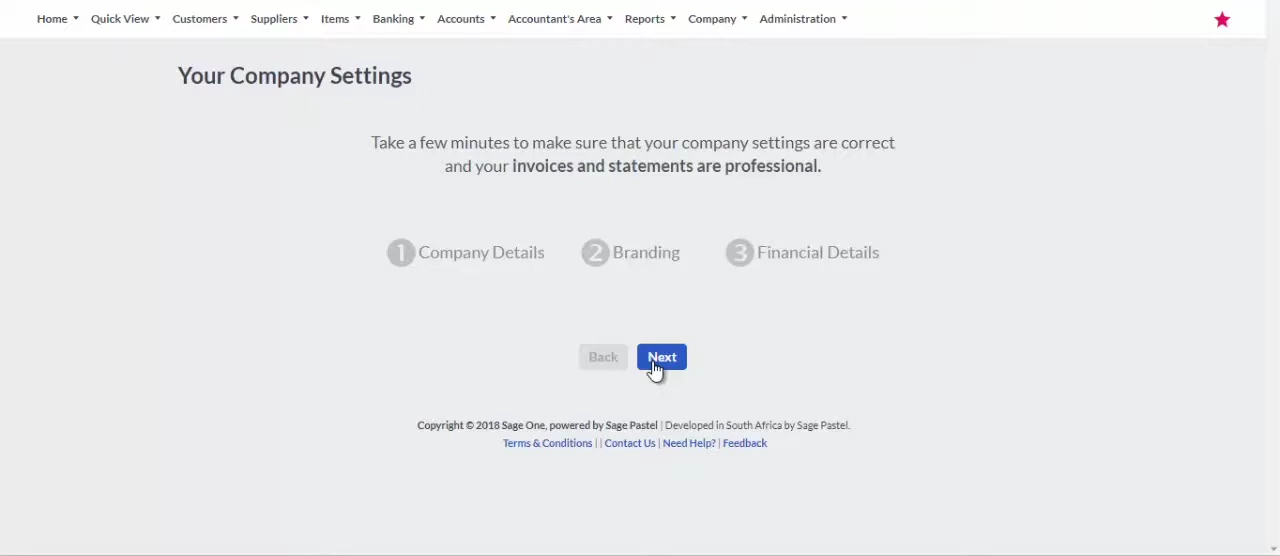 Home Quick View Customers Suppliers Items Banking Accounts Accountant's Area Reports Company Administration
Your Company Settings
Take a few minutes to make sure that your company settings are correct
and your invoices and statements are professional.
1 Company Details 2 Branding 3 Financial Details
Back Next
Copyright © 2018 Sage One, powered by Sage Pastel | Developed in South Africa by Sage Pastel.
Terms & Conditions | | Contact Us | Need Help? | Feedback